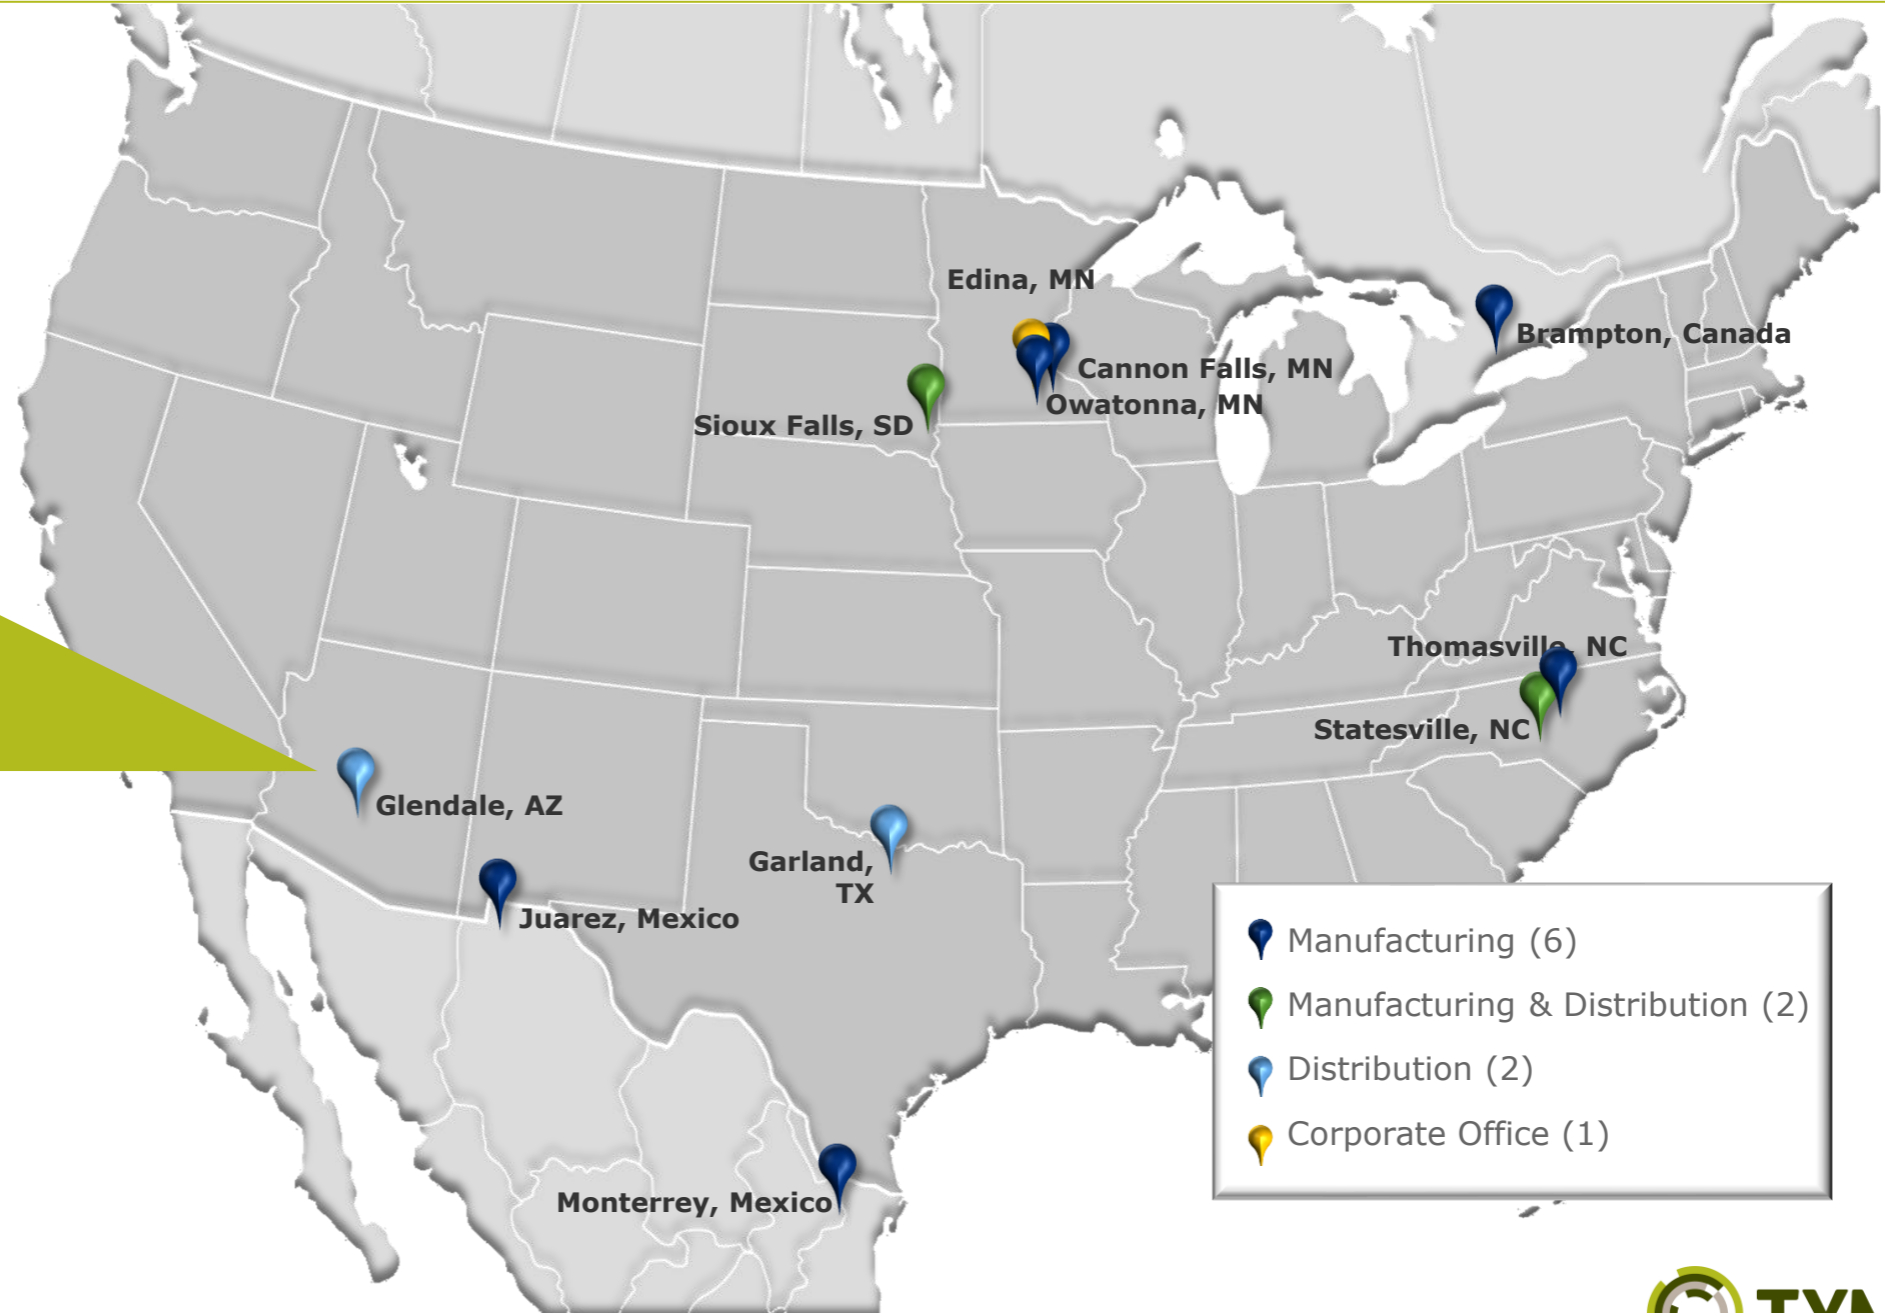 Edina, MN
Brampton, Canada
Cannon Falls, MN
Owatonna, MN
Sioux Falls, SD
Thomasville, NC
Statesville, NC
Glendale, AZ
Garland,
TX
Juarez, Mexico
Monterrey, Mexico
Manufacturing (6)
Manufacturing & Distribution (2)
Distribution (2)
Corporate Office (1)